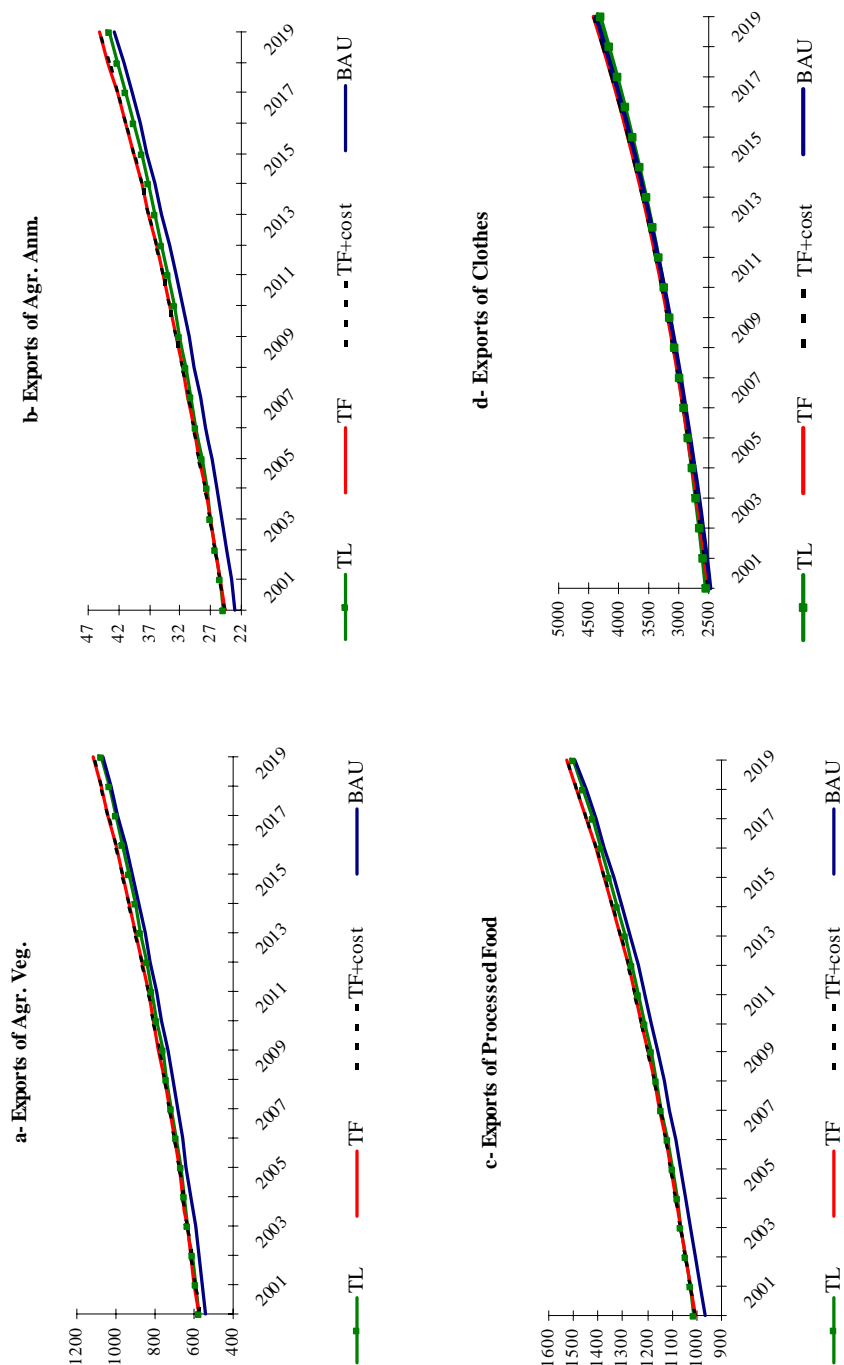 a- Exports of Agr. Veg.
1200
1000
800
600
400
2001 2003 2005 2007 2009 2011 2013 2015 2017 2019
TL TF TF+cost BAU
b- Exports of Agr. Anm.
47
42
37
32
27
22
2001 2003 2005 2007 2009 2011 2013 2015 2017 2019
TL TF TF+cost BAU
c- Exports of Processed Food
1600
1500
1400
1300
1200
1100
1000
900
2001 2003 2005 2007 2009 2011 2013 2015 2017 2019
TL TF TF+cost BAU
d- Exports of Clothes
5000
4500
4000
3500
3000
2500
2001 2003 2005 2007 2009 2011 2013 2015 2017 2019
TL TF TF+cost BAU